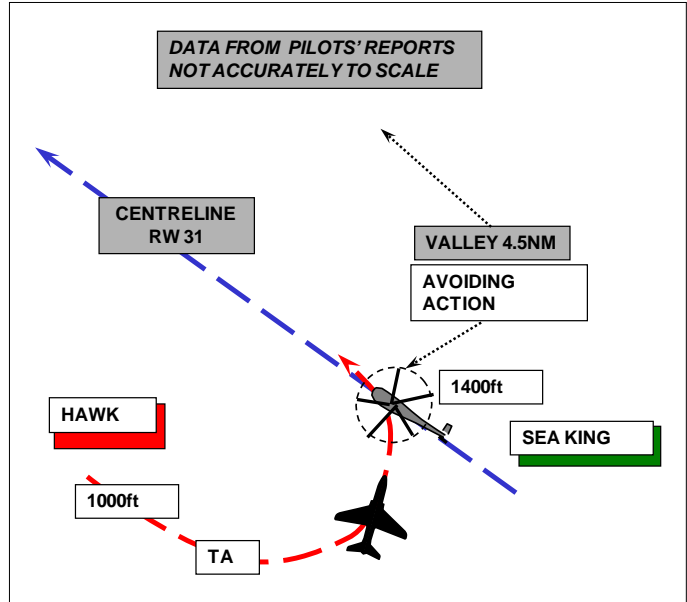 DATA FROM PILOTS' REPORTS
NOT ACCURATELY TO SCALE
CENTRELINE
RW 31
VALLEY 4.5NM
AVOIDING
ACTION
1400ft
HAWK
SEA KING
1000ft
TA